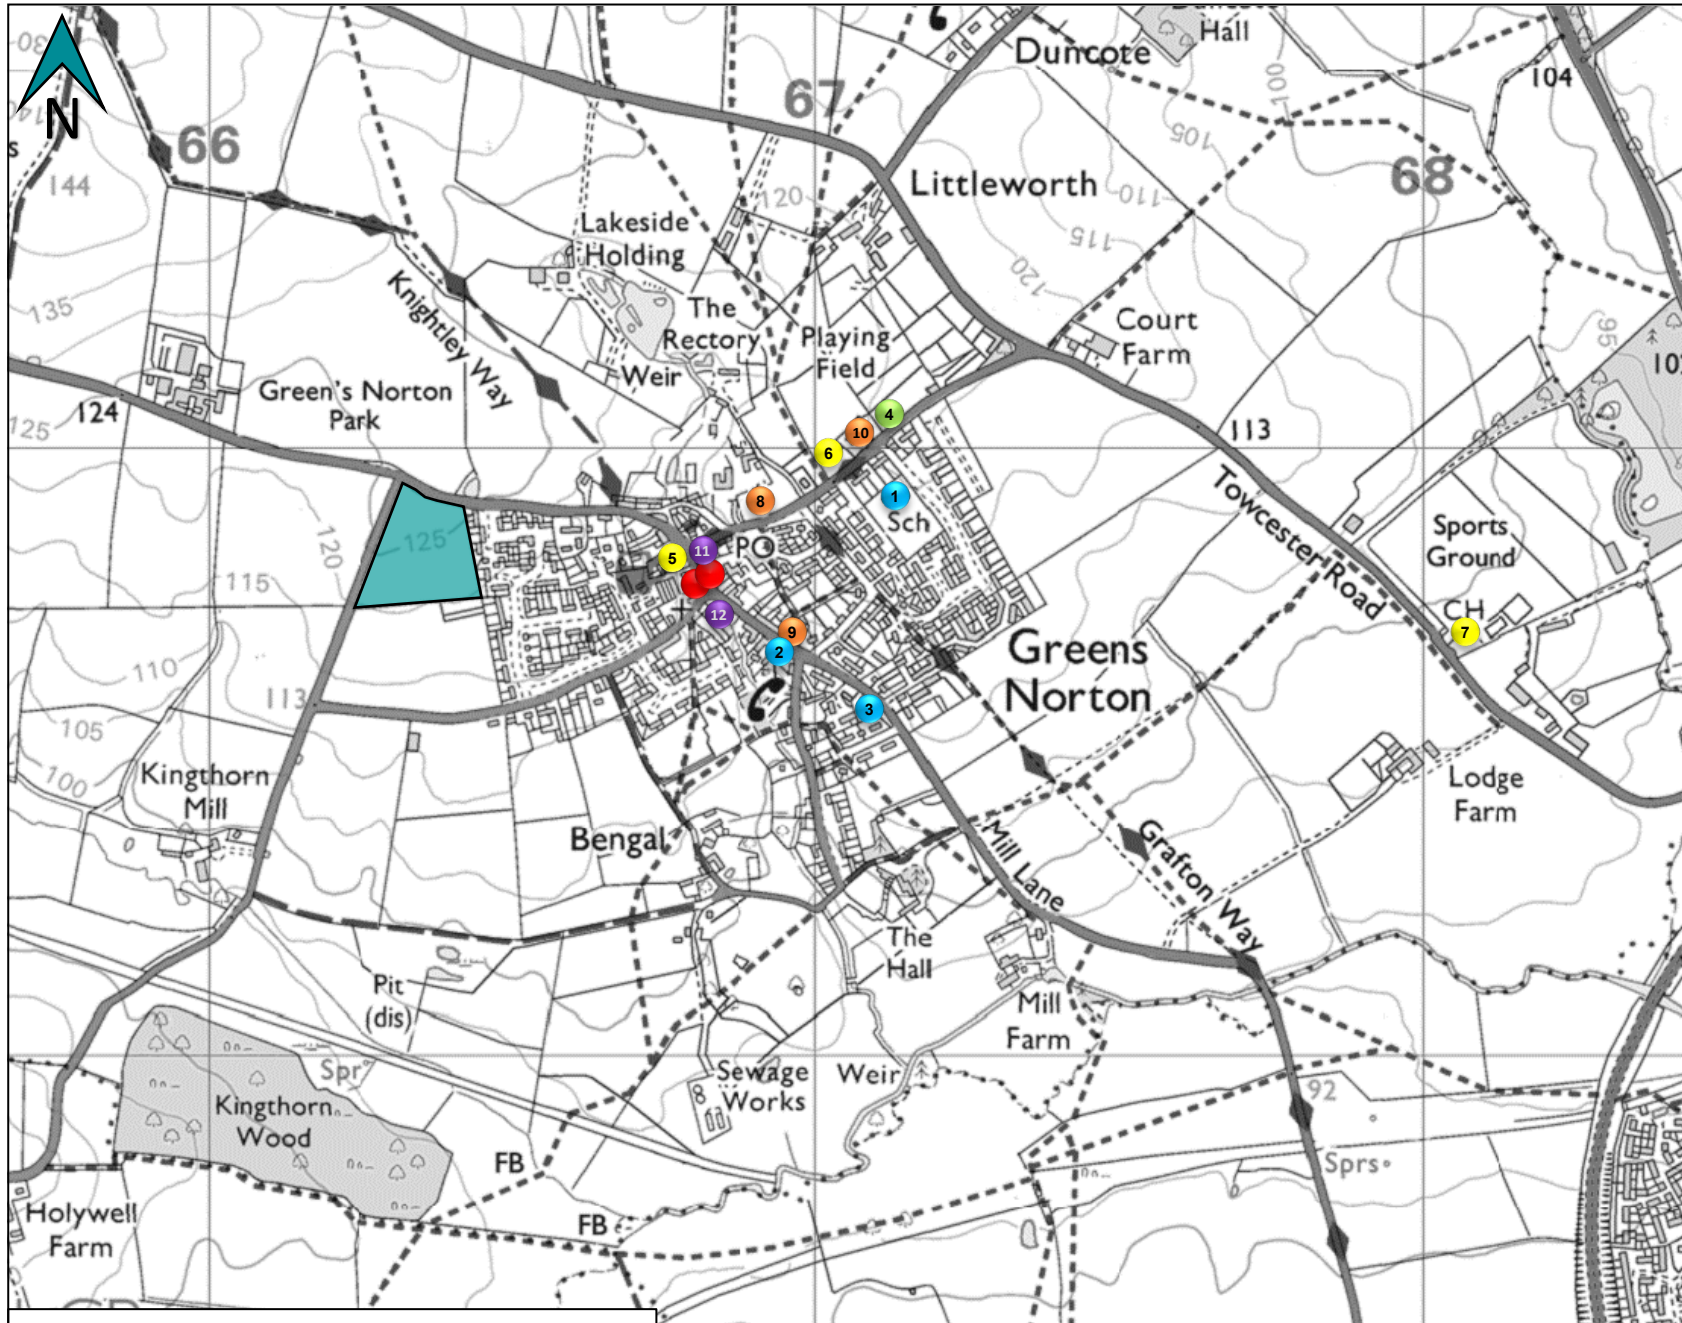 Duncote
Hall
104
67
66
68
N
144
Littleworth
105
100
110
115
120
120
Lakeside
Holding
135
Knightley Way
The
Rectory
Playing
Field
Court
Farm
95
Weir
Green's Norton
Park
124
125
4
10
6
113
Towcester Road
8
1
Sch
120
125
5
11
PO
Sports
Ground
115
12
9
2
CH
7
Greens
Norton
110
113
3
105
100
Kingthorn
Mill
Lodge
Farm
Bengal
Mill Lane
Grafton Way
The
Hall
Pit
(dis)
Mill
Farm
Spr
Sewage
Works
Weir
92
Kingthorn
Wood
FB
Sprs
Holywell
Farm
FB